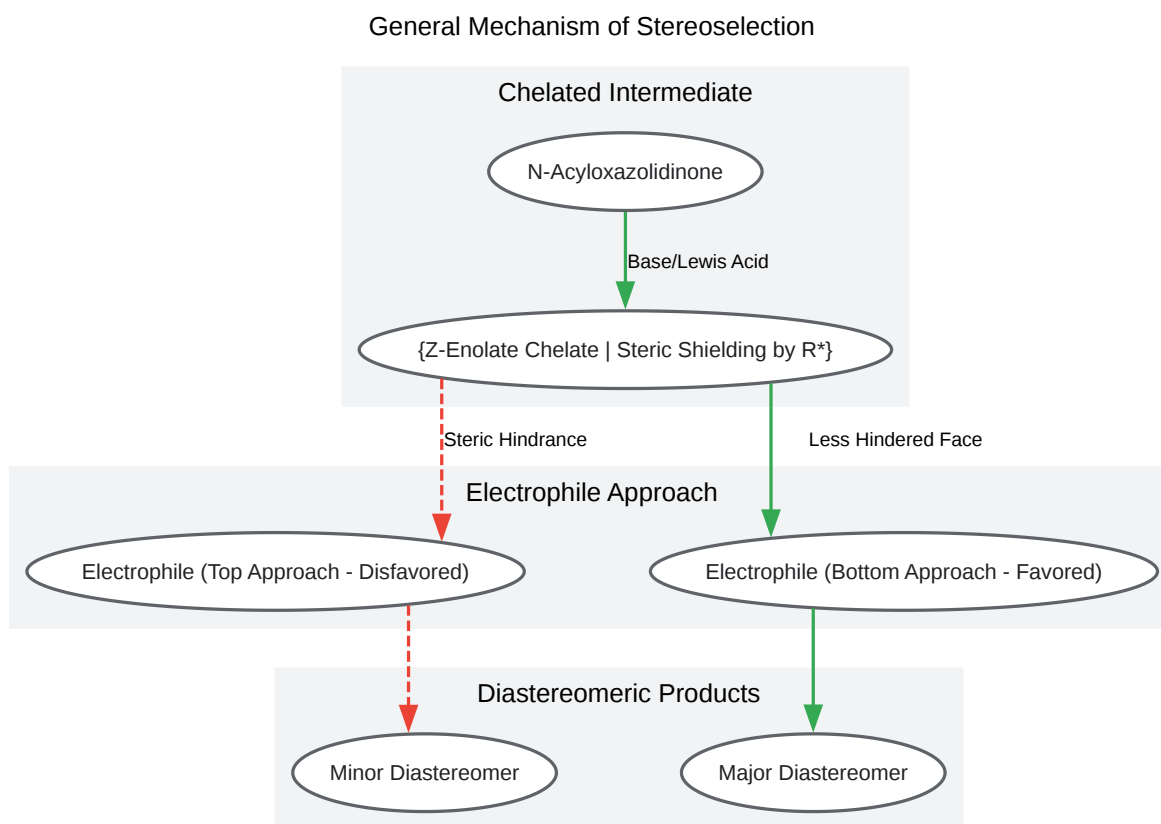 General Mechanism of Stereoselection
Chelated Intermediate
N-Acyloxazolidinone
Base/Lewis Acid
{Z-Enolate Chelate | Steric Shielding by R*}
Steric Hindrance
Less Hindered Face
Electrophile Approach
Electrophile (Top Approach - Disfavored)
Electrophile (Bottom Approach - Favored)
Diastereomeric Products
Minor Diastereomer
Major Diastereomer